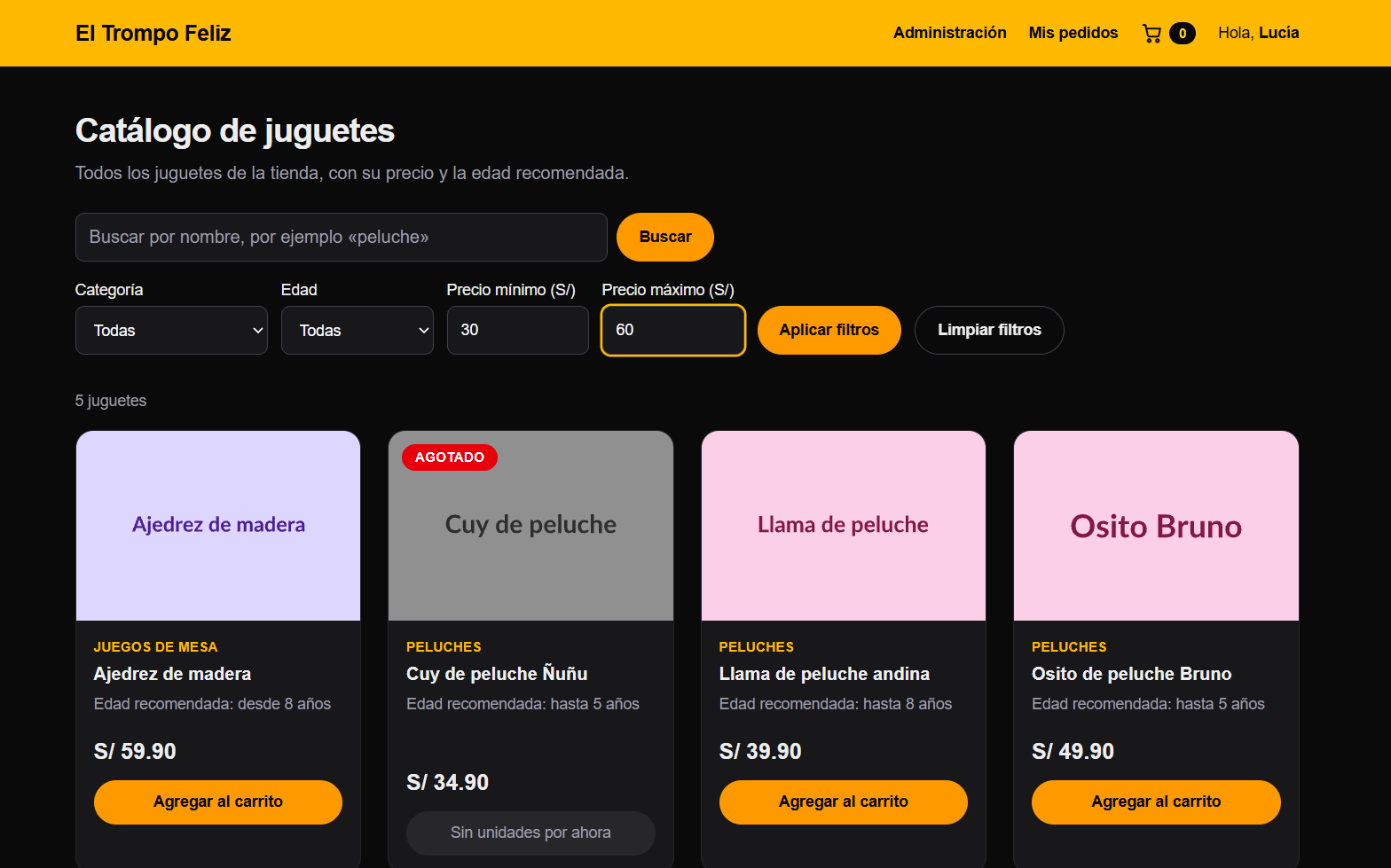 El Trompo Feliz
Administración
Mis pedidos
0
Hola, Lucía
Catálogo de juguetes
Todos los juguetes de la tienda, con su precio y la edad recomendada.
Buscar por nombre, por ejemplo «peluche»
Buscar
Categoría
Edad
Precio mínimo (S/)
Precio máximo (S/)
Todas
Todas
30
60
Aplicar filtros
Limpiar filtros
5 juguetes
Ajedrez de madera
JUEGOS DE MESA
Ajedrez de madera
Edad recomendada: desde 8 años
S/ 59.90
Agregar al carrito
AGOTADO
Cuy de peluche
PELUCHES
Cuy de peluche Ñuñu
Edad recomendada: hasta 5 años
S/ 34.90
Sin unidades por ahora
Llama de peluche
PELUCHES
Llama de peluche andina
Edad recomendada: hasta 8 años
S/ 39.90
Agregar al carrito
Osito Bruno
PELUCHES
Osito de peluche Bruno
Edad recomendada: hasta 5 años
S/ 49.90
Agregar al carrito